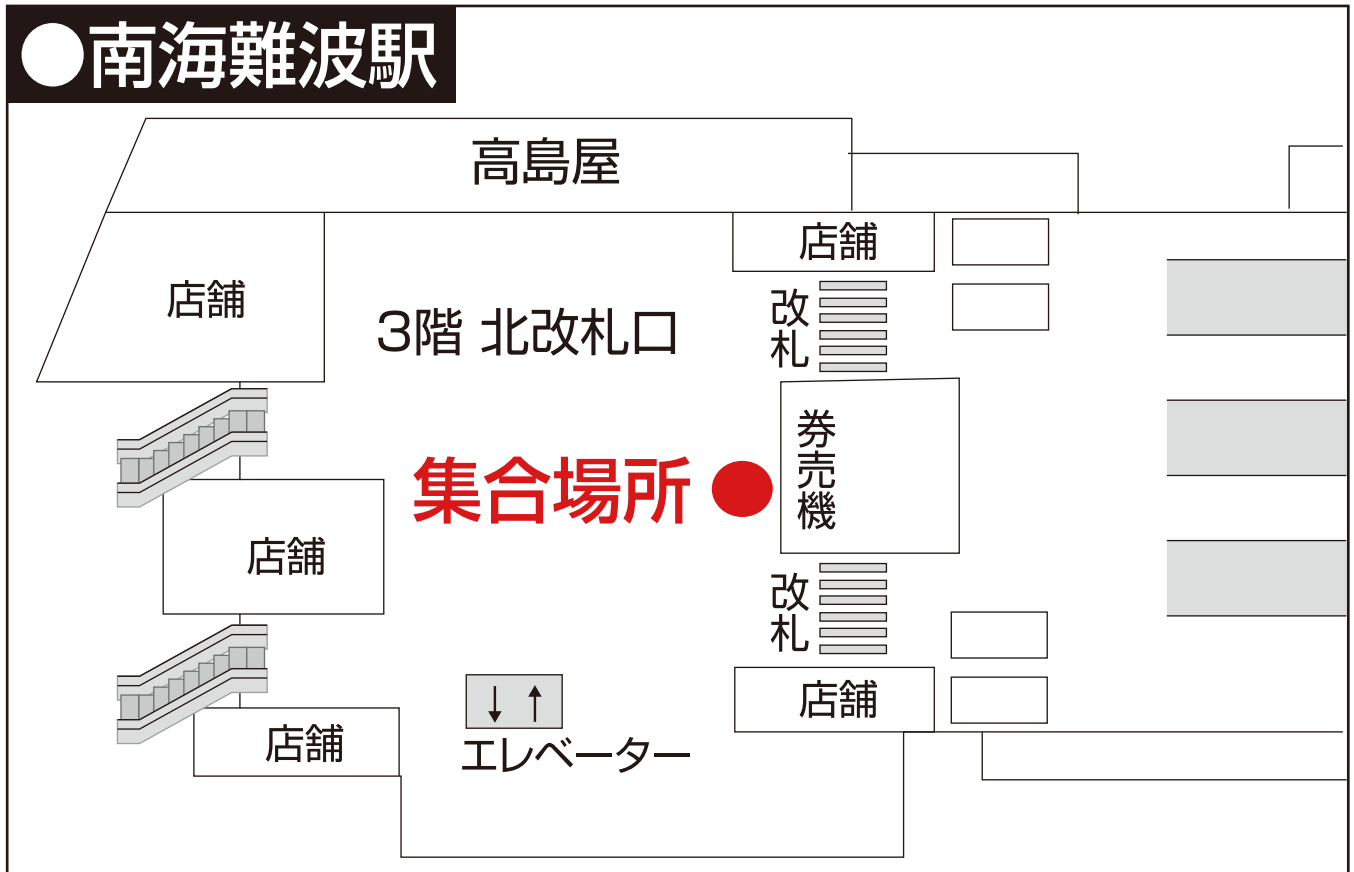 ●南海難波駅
高島屋
店舗
店舗
3階 北改札口
改札
券売機
集合場所
店舗
改札
店舗
店舗
エレベーター